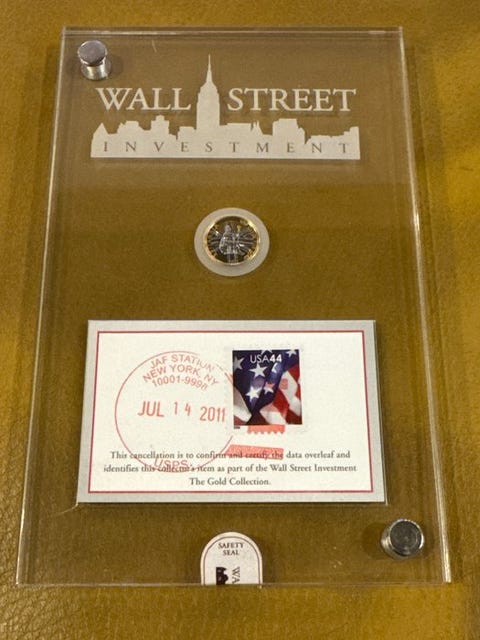 WALL STREET
INVESTMENT
JAF STATION
NEW YORK, NY
10001-9998
JUL 14 2011
USPS
USA44
This cancellation is to confirm and certify the data overleaf and
identifies this collector's item as part of the Wall Street Investment
The Gold Collection.
SAFETY
SEAL
WA